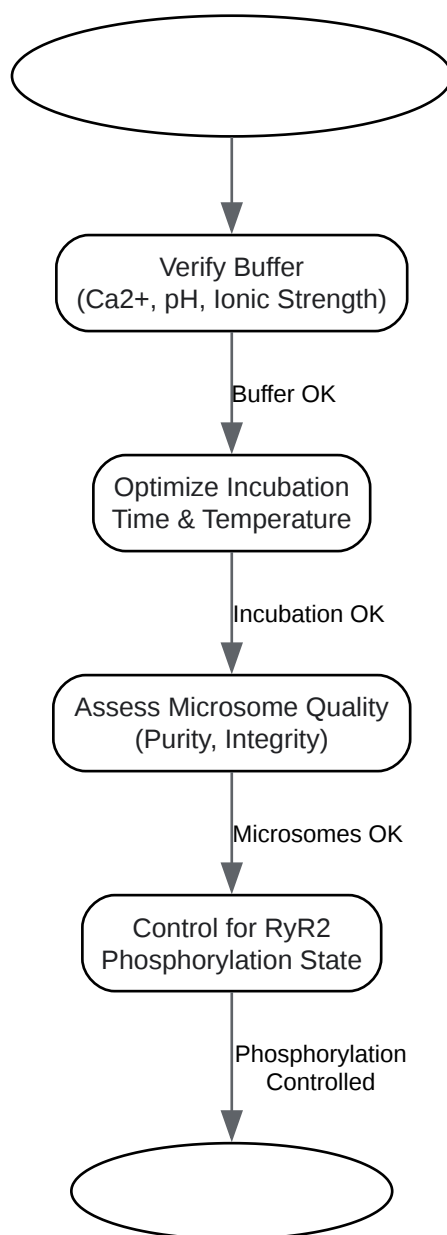 Verify Buffer
(Ca2+, pH, Ionic Strength)
Buffer OK
Optimize Incubation
Time & Temperature
Incubation OK
Assess Microsome Quality
(Purity, Integrity)
Microsomes OK
Control for RyR2
Phosphorylation State
Phosphorylation
Controlled